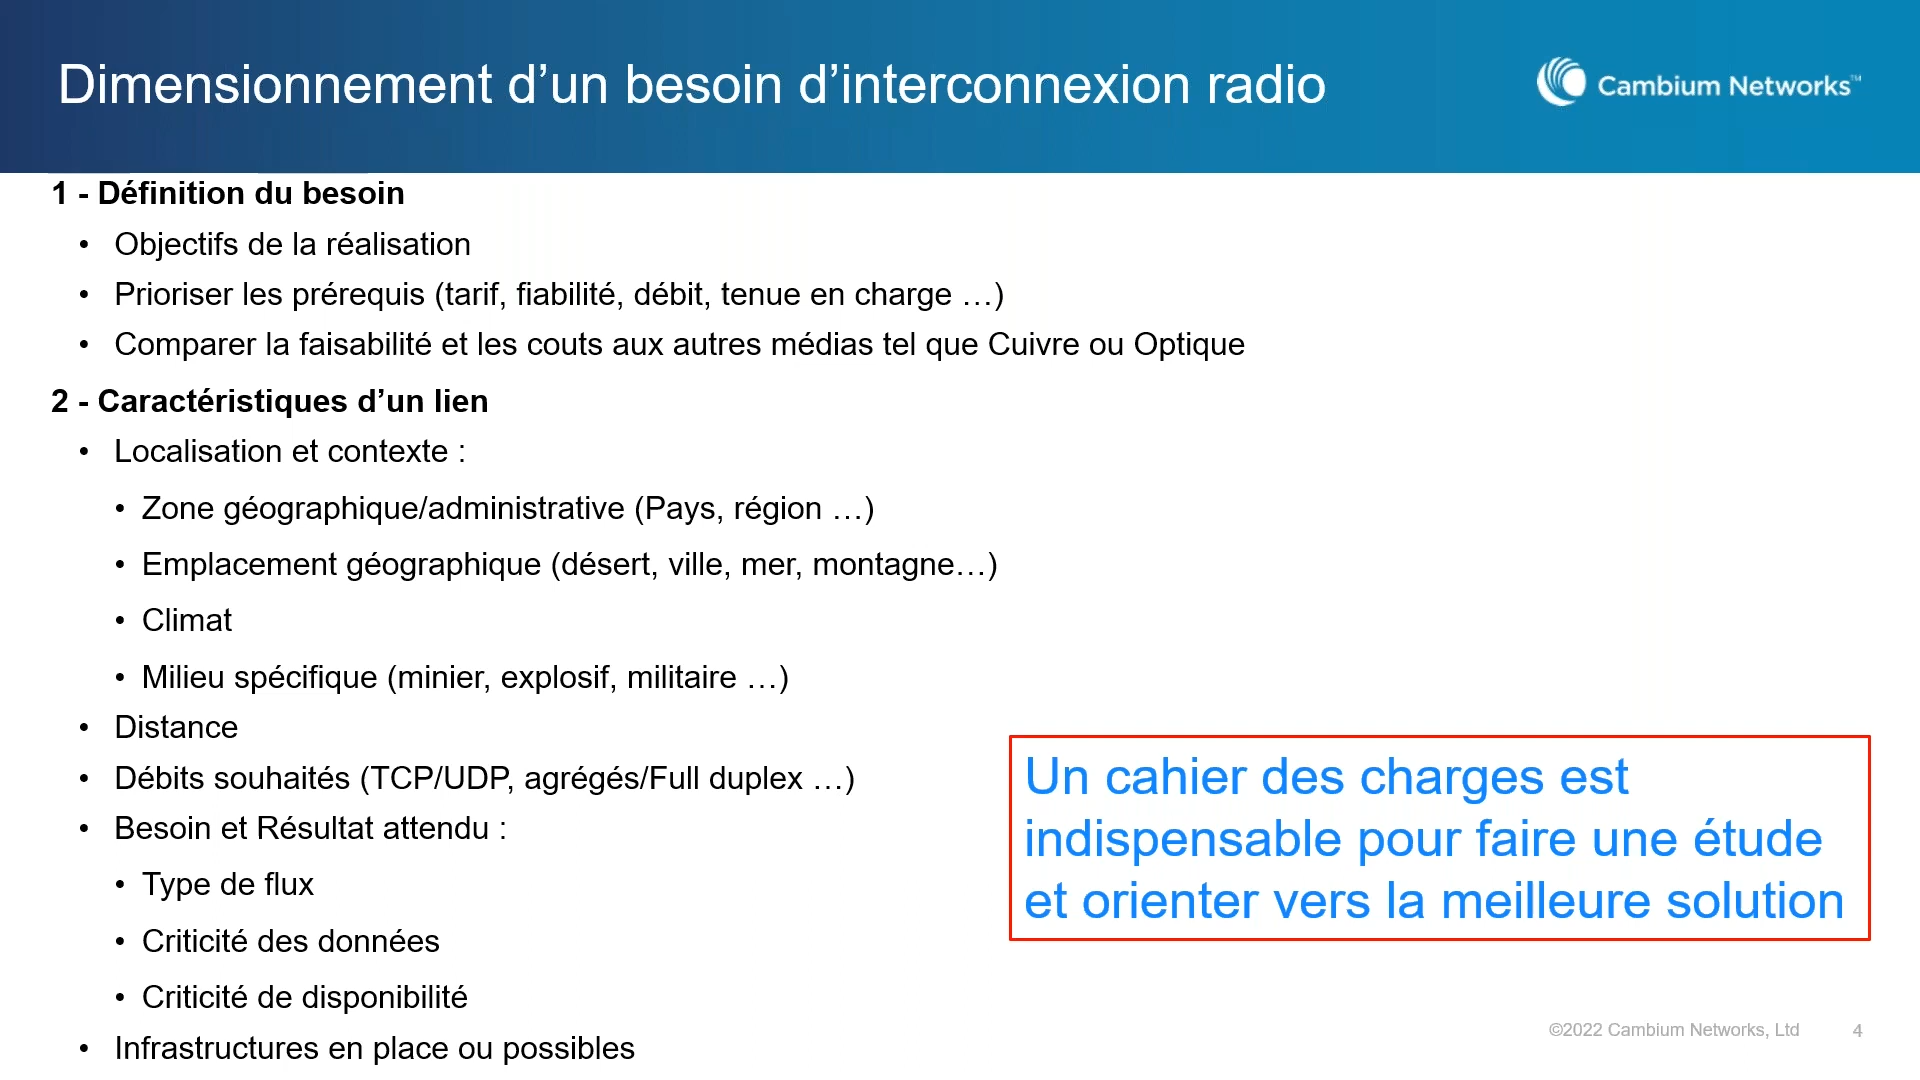 Dimensionnement d’un besoin d’interconnexion radio
Cambium Networks™
1 - Définition du besoin
• Objectifs de la réalisation
• Prioriser les prérequis (tarif, fiabilité, débit, tenue en charge …)
• Comparer la faisabilité et les couts aux autres médias tel que Cuivre ou Optique
2 - Caractéristiques d’un lien
• Localisation et contexte :
• Zone géographique/administrative (Pays, région …)
• Emplacement géographique (désert, ville, mer, montagne…)
• Climat
• Milieu spécifique (minier, explosif, militaire …)
• Distance
• Débits souhaités (TCP/UDP, agrégés/Full duplex …)
• Besoin et Résultat attendu :
• Type de flux
• Criticité des données
• Criticité de disponibilité
• Infrastructures en place ou possibles
Un cahier des charges est
indispensable pour faire une étude
et orienter vers la meilleure solution
©2022 Cambium Networks, Ltd
4